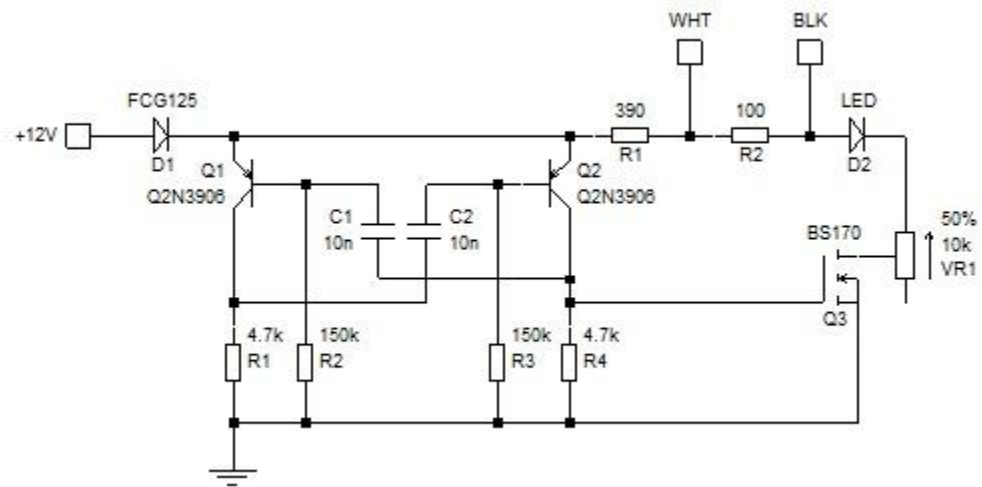 WHT
BLK
FCG125
390
100
LED
+12V
D1
R1
R2
D2
Q1
Q2
Q2N3906
Q2N3906
C1
C2
10n
10n
50%
10k
VR1
BS170
Q3
4.7k
R1
150k
R2
150k
R3
4.7k
R4